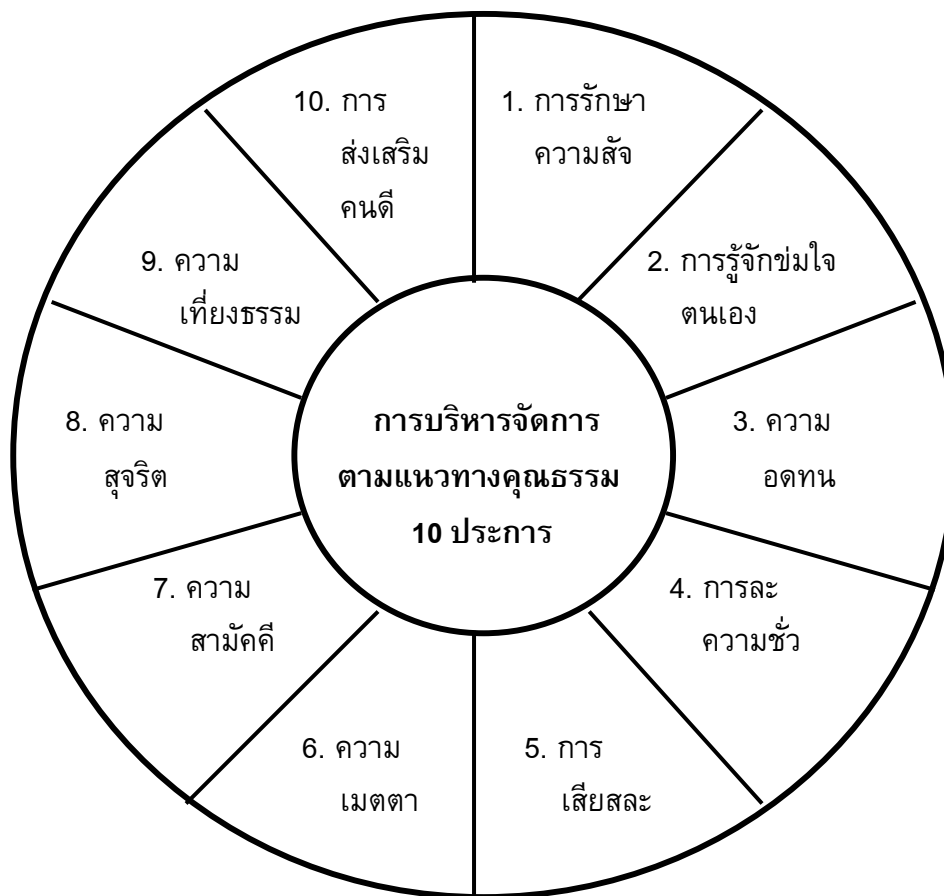 1. การรักษา
ความสัจ
2. การรู้จักข่มใจ
ตนเอง
3. ความ
อดทน
4. การละ
ความชั่ว
5. การ
เสียสละ
6. ความ
เมตตา
7. ความ
สามัคคี
8. ความ
สุจริต
9. ความ
เที่ยงธรรม
10. การ
ส่งเสริม
คนดี
การบริหารจัดการ
ตามแนวทางคุณธรรม
10 ประการ